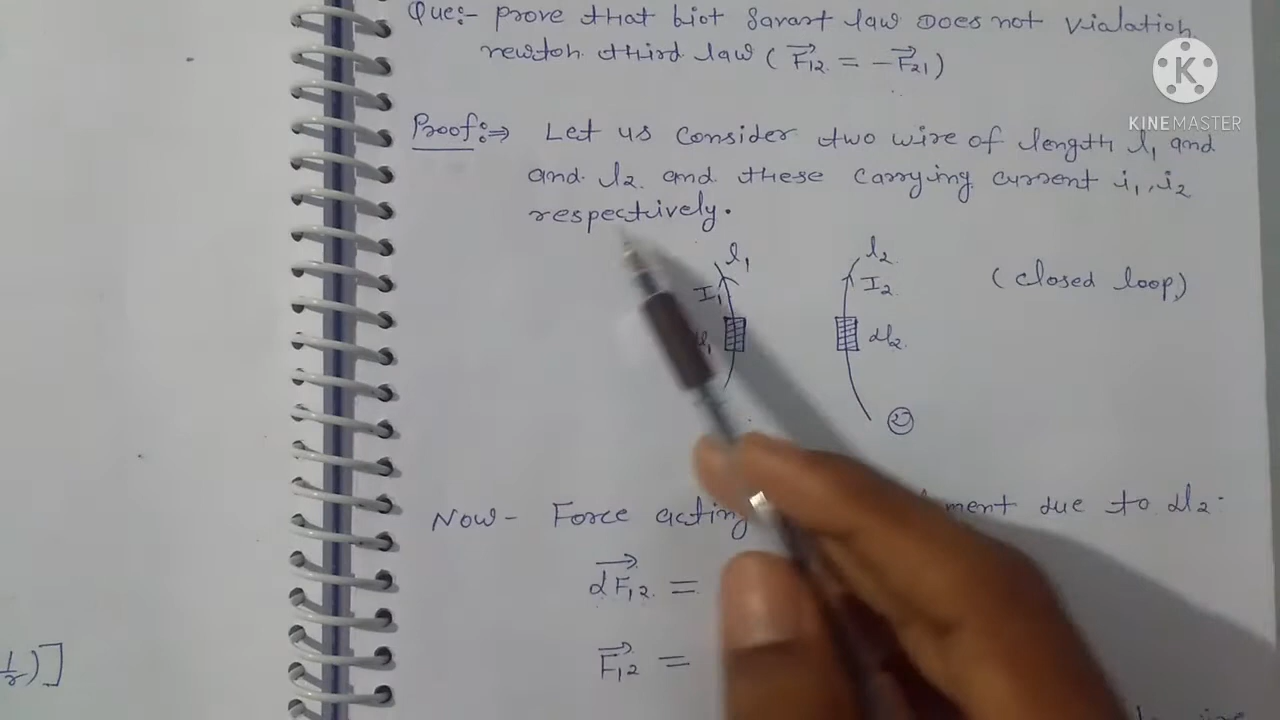 Que:- prove that biot Savart law Does not vialation
newton third law ( F12 = - F21 )
K
KINEMASTER
Proof:⇒ Let us consider two wire of length l1 and
and l2 and these carrying current i1, i2
respectively.
l1
l2
I1
I2
(closed loop)
dl2
2
Now- Force acting due to dl2
dF12 =
F12 =
)]